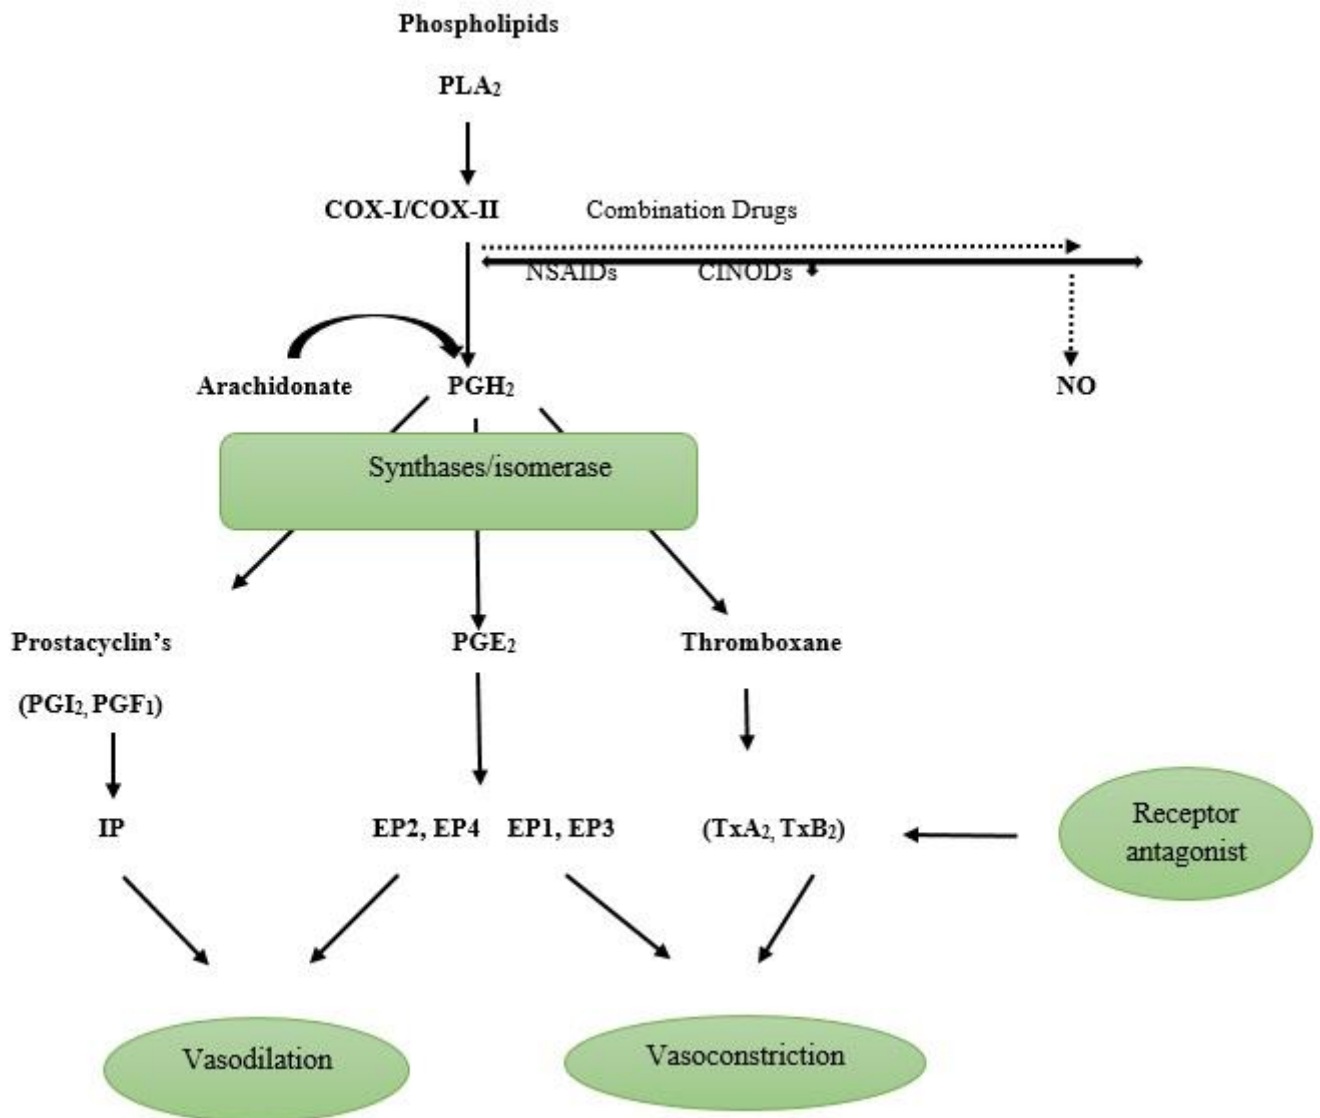 Phospholipids
PLA₂
COX-I/COX-II Combination Drugs
NSAIDs CINODs
Arachidonate PGH₂ NO
Synthases/isomerase
Prostacyclin’s PGE₂ Thromboxane
(PGI₂, PGF₁)
IP EP2, EP4 EP1, EP3 (TxA₂, TxB₂) Receptor
antagonist
Vasodilation Vasoconstriction